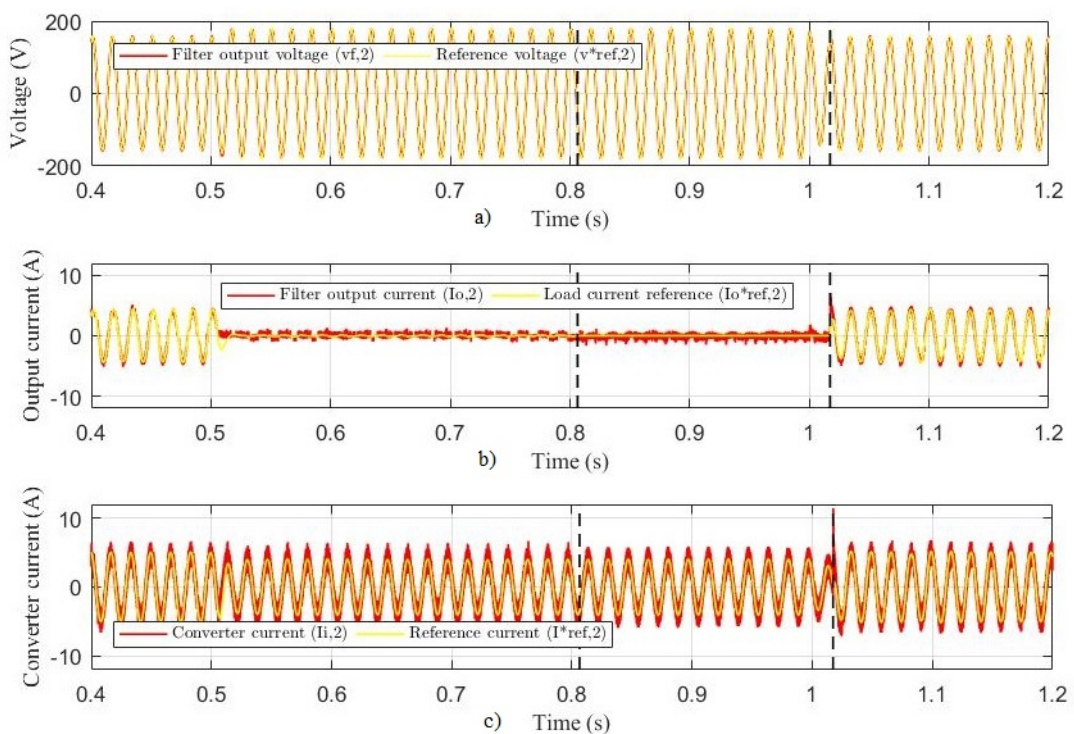 200
Filter output voltage (vf,2) Reference voltage (v*ref,2)
0
-200
Voltage (V)
0.4 0.5 0.6 0.7 0.8 0.9 1 1.1 1.2
a) Time (s)
10
Filter output current (Io,2) Load current reference (Io*ref,2)
0
-10
Output current (A)
0.4 0.5 0.6 0.7 0.8 0.9 1 1.1 1.2
b) Time (s)
10
0
Converter current (Ii,2) Reference current (I*ref,2)
-10
Converter current (A)
0.4 0.5 0.6 0.7 0.8 0.9 1 1.1 1.2
c) Time (s)